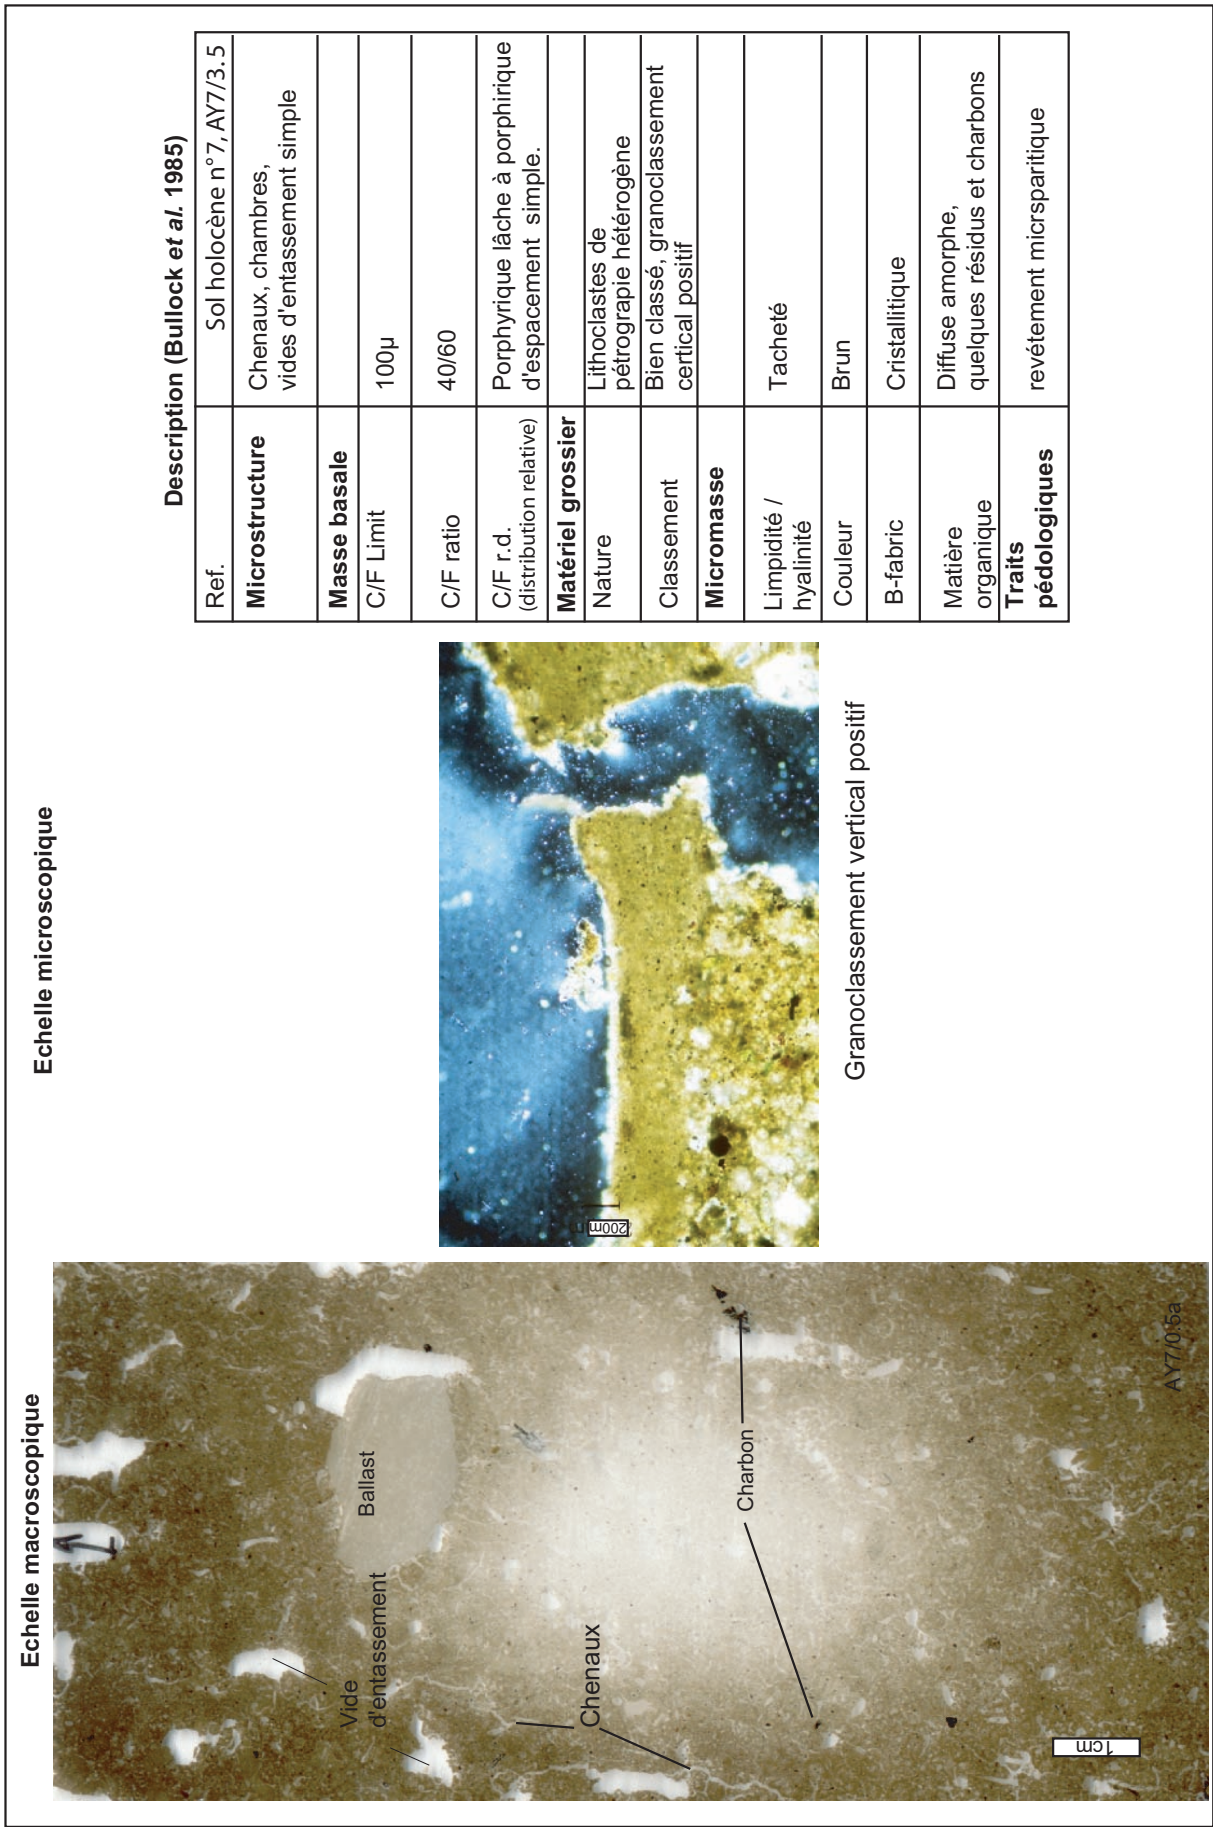 Echelle macroscopique
Vide
d'entassement
Ballast
Chenaux
Charbon
1cm
AY7/0.5a
Echelle microscopique
Granoclassement vertical positif
Description (Bullock et al. 1985)
Ref. Sol holocène n°7, AY7/3.5
Microstructure Chenaux, chambres,
vides d'entassement simple
Masse basale
C/F Limit 100µ
C/F ratio 40/60
C/F r.d. Porphyrique lâche à porphirique
(distribution relative) d'espacement simple.
Matériel grossier
Nature Lithoclastes de
pétrograpie hétérogène
Classement Bien classé, granoclassement
certical positif
Micromasse
Limpidité / Tacheté
hyalinité
Couleur Brun
B-fabric Cristallitique
Matière Diffuse amorphe,
organique quelques résidus et charbons
Traits revétement micrsparitique
pédologiques